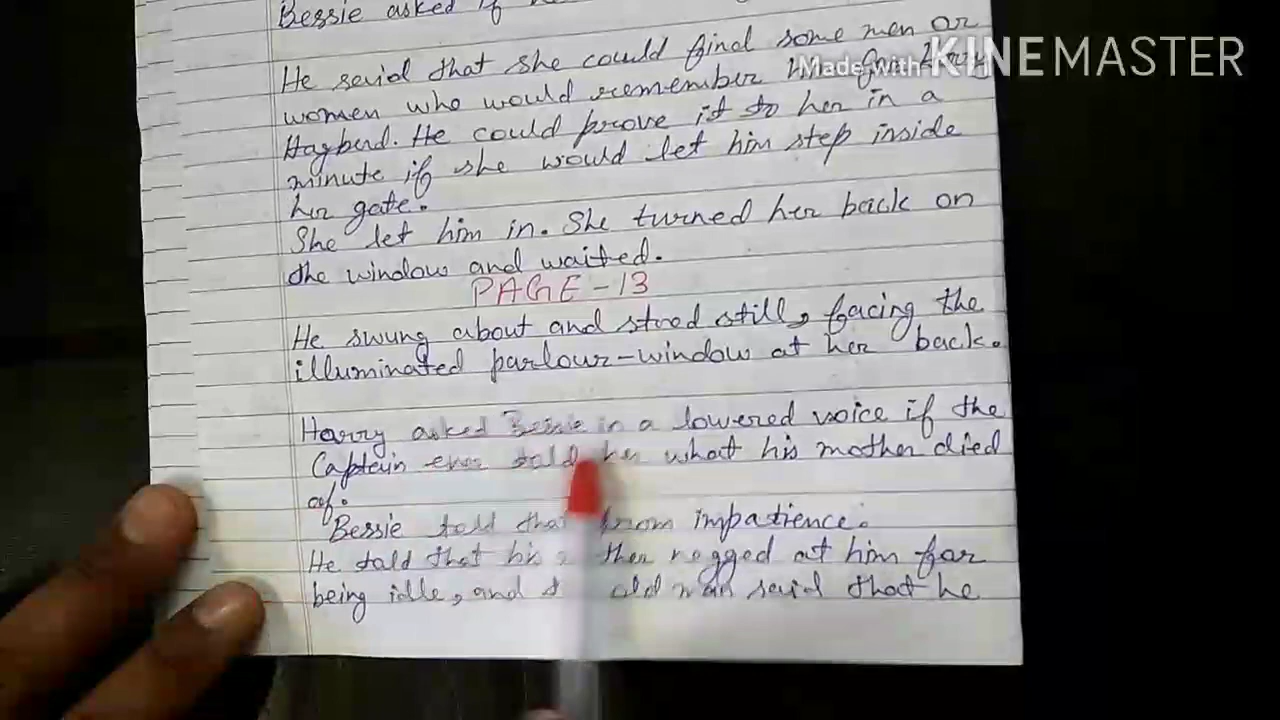 Bessie asked if
He said that she could find some men or
women who would remember him from Harry
Hagberd. He could prove it to her in a
minute if she would let him step inside
her gate.
She let him in. She turned her back on
the window and waited.
PAGE-13
He swung about and stood still, facing the
illuminated parlour-window at her back.
Harry asked Bessie in a lowered voice if the
Captain ever told her what his mother died
of.
Bessie told that from impatience.
He told that his nagged at him for
being idle, and old man said that he
Made With KINEMASTER